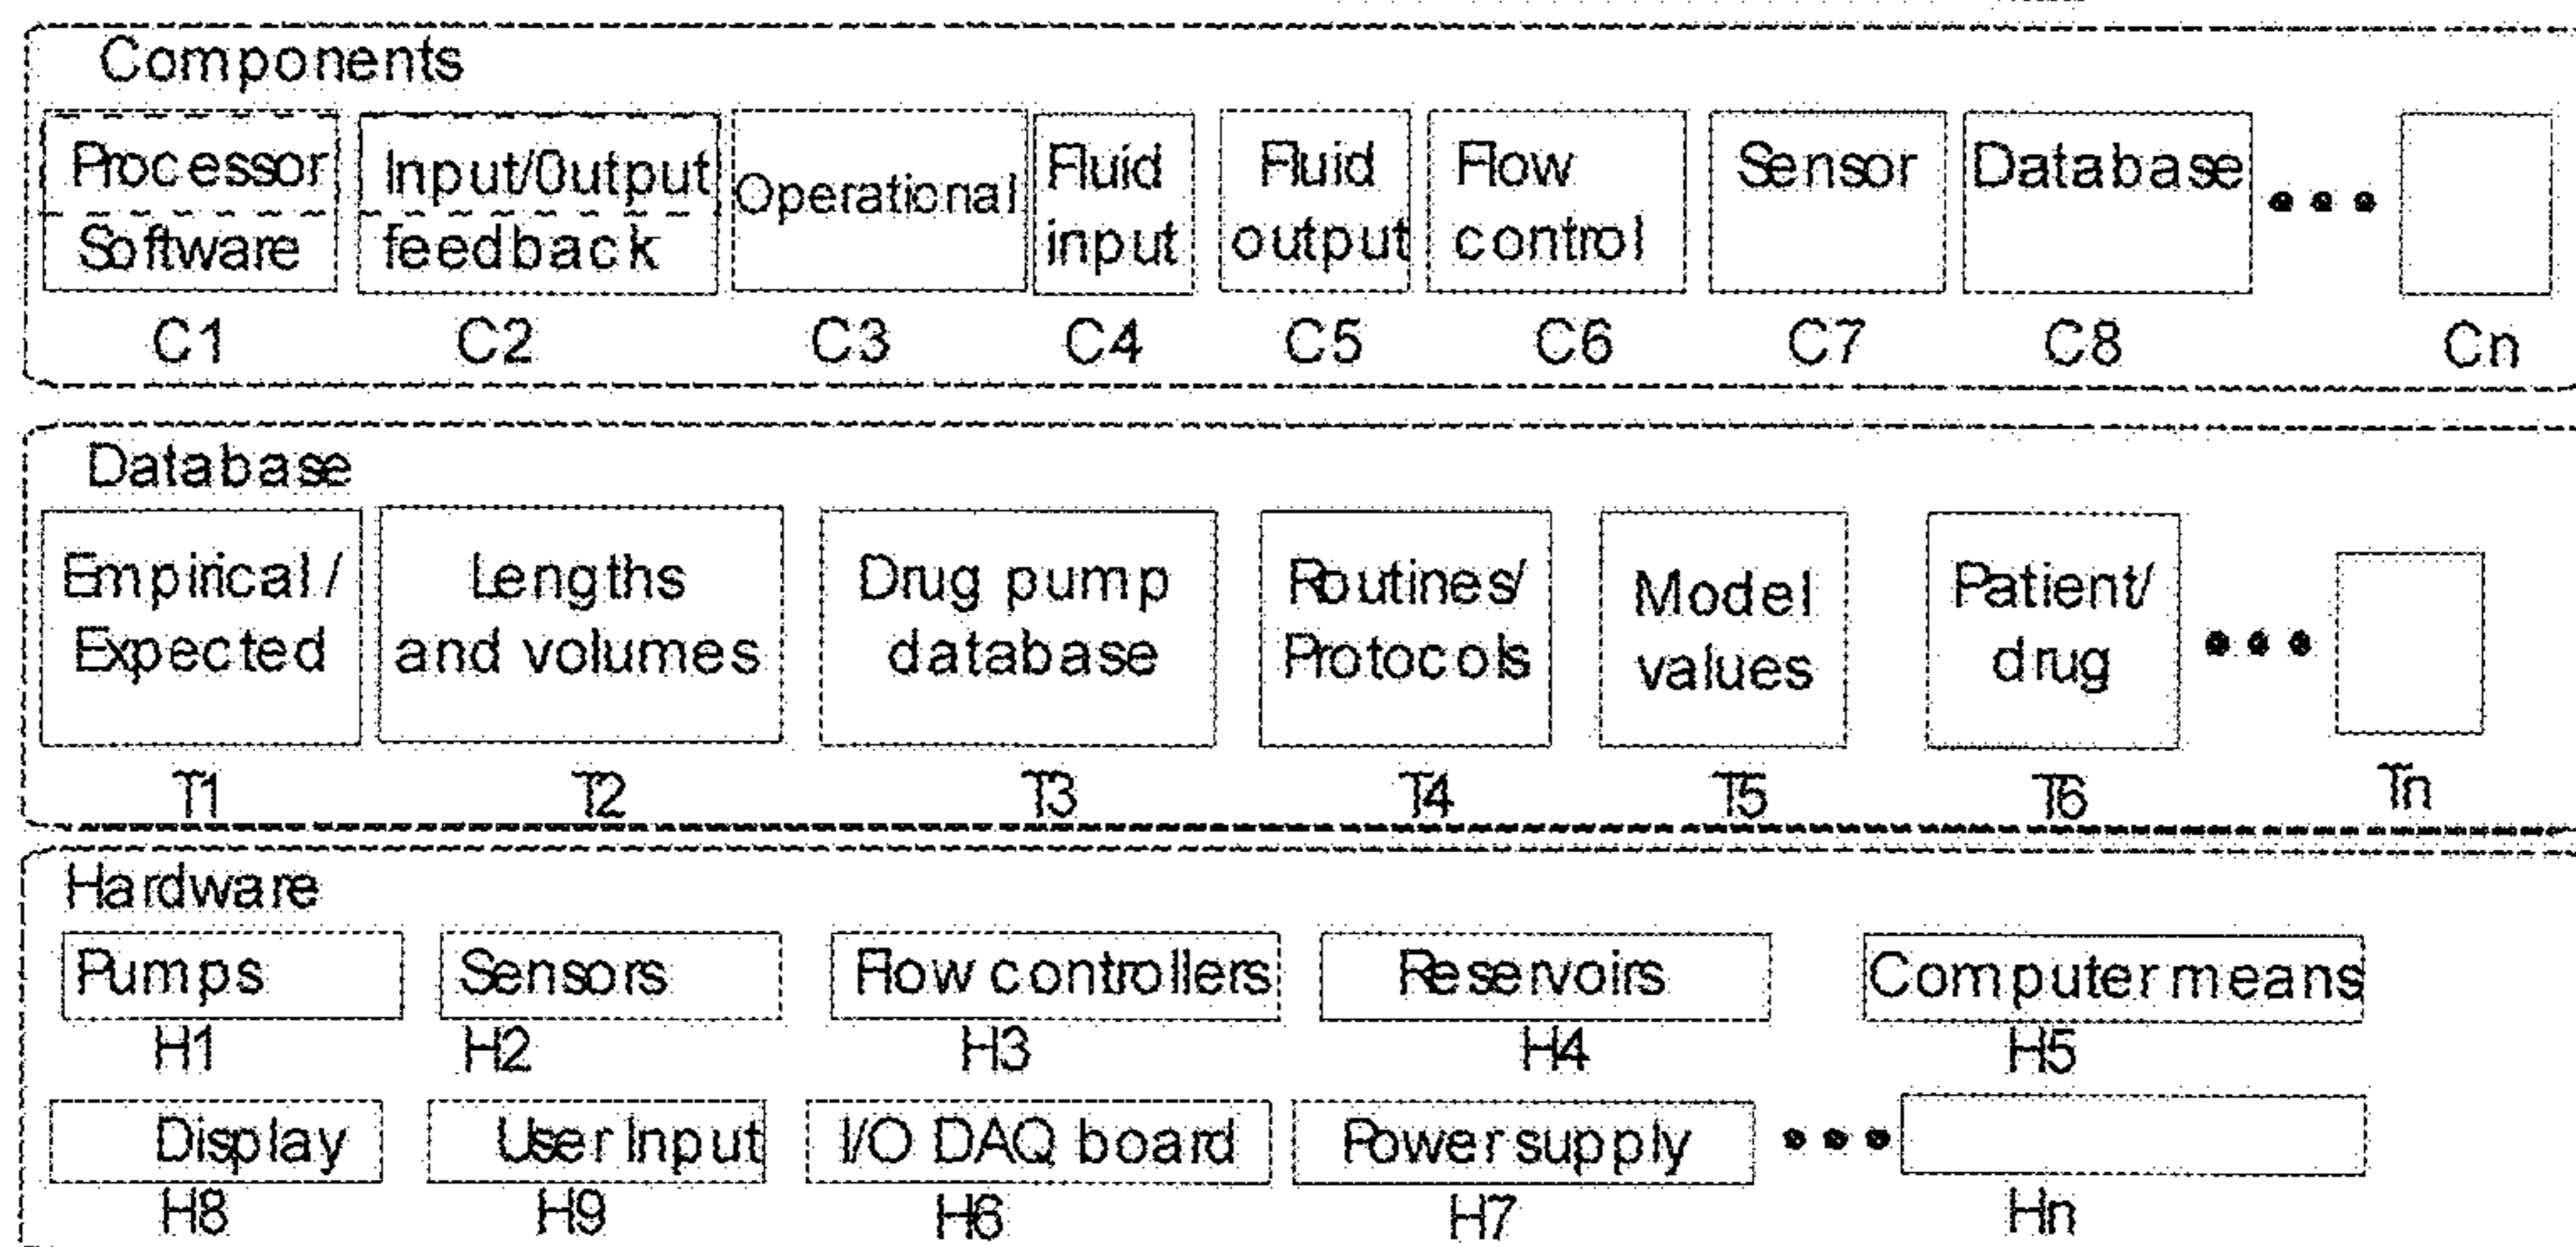 Components
Processor
Software
Input/Output
feedback
Operational
Fluid
input
Fluid
output
Flow
control
Sensor
Database
C1 C2 C3 C4 C5 C6 C7 C8 Cn
Database
Empirical /
Expected
Lengths
and volumes
Drug pump
database
Routines/
Protocols
Model
values
Patient/
drug
T1 T2 T3 T4 T5 T6 Tn
Hardware
Pumps Sensors Flow controllers Reservoirs Computer means
H1 H2 H3 H4 H5
Display User Input I/O DAQ board Power supply
H8 H9 H6 H7 Hn